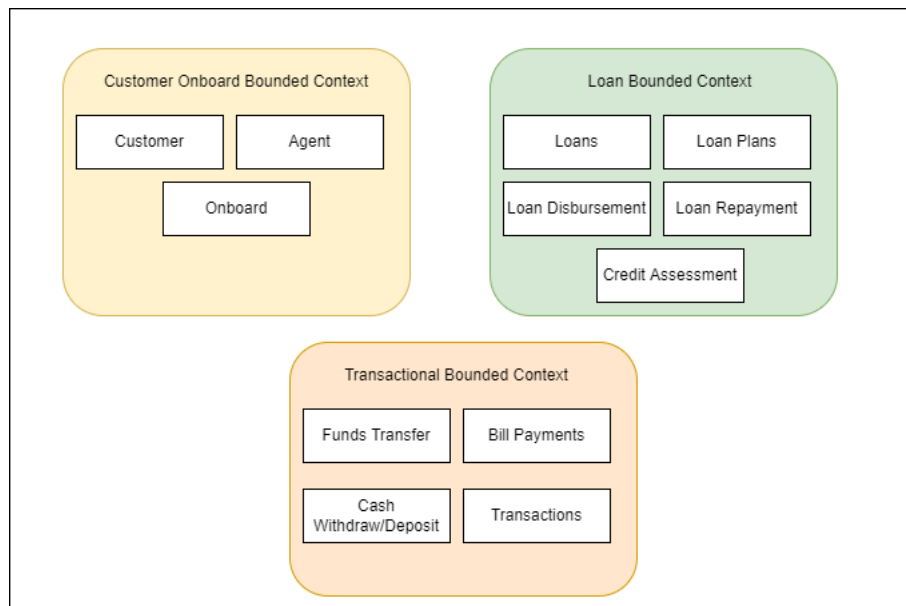 Customer Onboard Bounded Context
Customer
Agent
Onboard
Loan Bounded Context
Loans
Loan Plans
Loan Disbursement
Loan Repayment
Credit Assessment
Transactional Bounded Context
Funds Transfer
Bill Payments
Cash
Withdraw/Deposit
Transactions